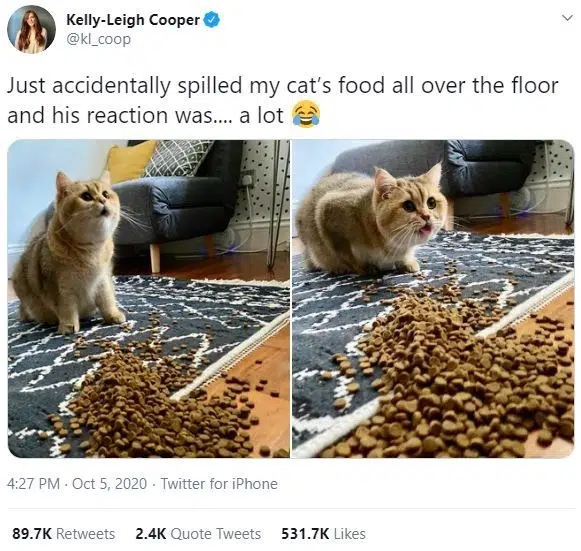 Kelly-Leigh Cooper
@kl_coop
Just accidentally spilled my cat's food all over the floor
and his reaction was.... a lot 😂
4:27 PM · Oct 5, 2020 · Twitter for iPhone
89.7K Retweets 2.4K Quote Tweets 531.7K Likes